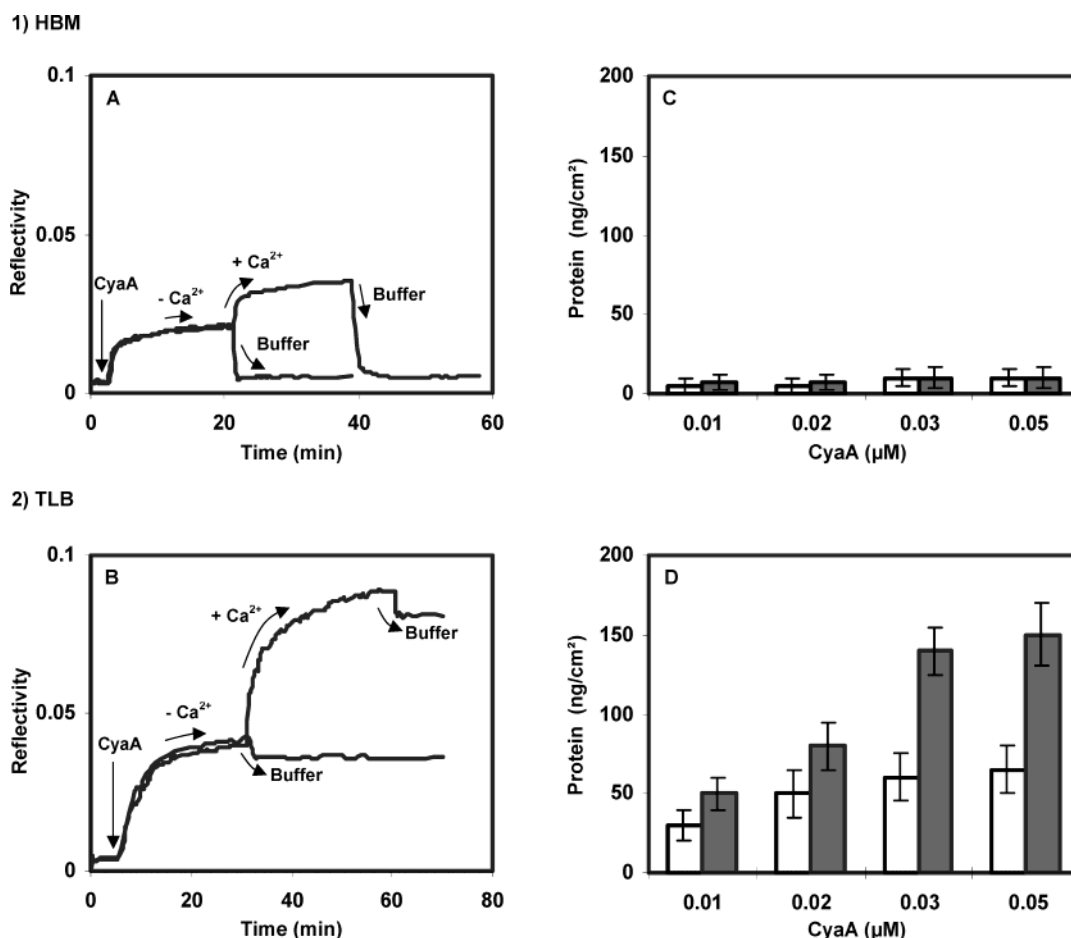 1) HBM
A
0.1
0.05
0
Reflectivity
CyaA
- Ca²⁺
+ Ca²⁺
Buffer
Buffer
0 20 40 60
Time (min)
C
200
150
100
50
0
Protein (ng/cm²)
0.01 0.02 0.03 0.05
CyaA (µM)
2) TLB
B
0.1
0.05
0
Reflectivity
CyaA
- Ca²⁺
+ Ca²⁺
Buffer
Buffer
0 20 40 60 80
Time (min)
D
200
150
100
50
0
Protein (ng/cm²)
0.01 0.02 0.03 0.05
CyaA (µM)